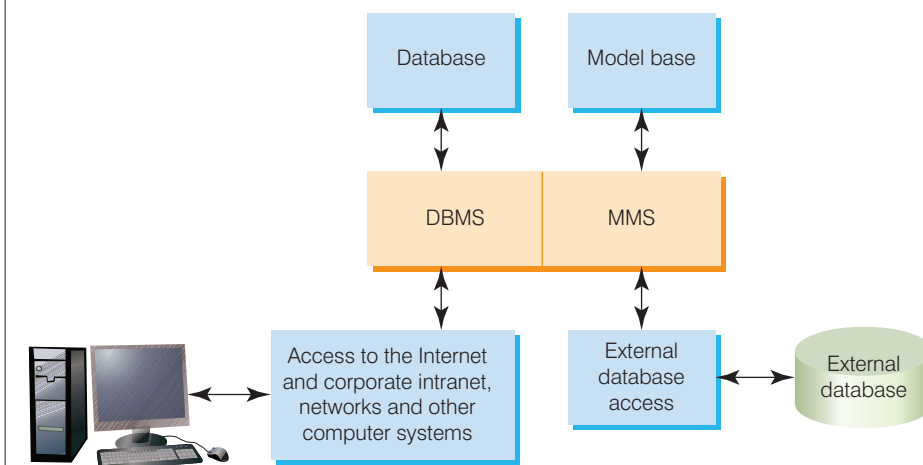 Database
Model base
DBMS
MMS
Access to the Internet
and corporate intranet,
networks and other
computer systems
External
database
access
External
database